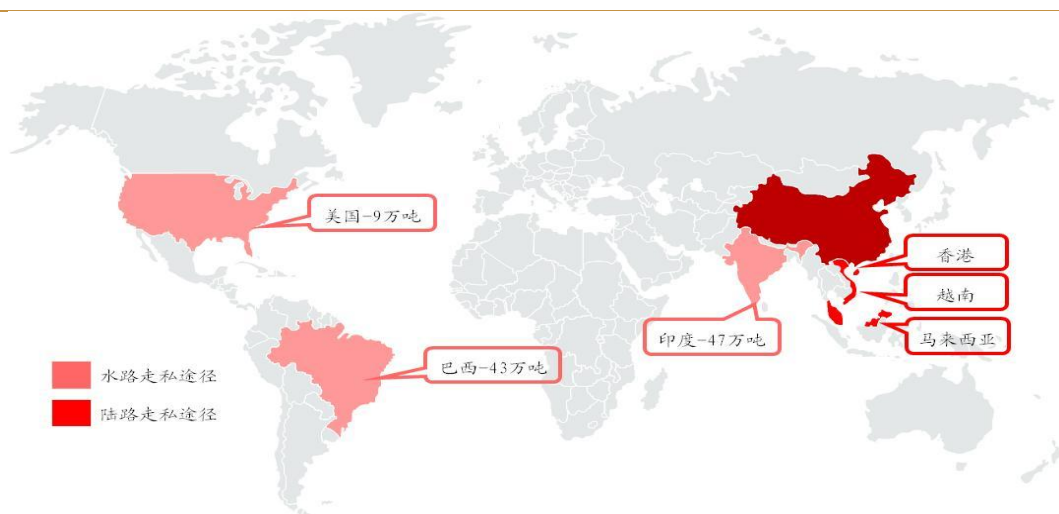 美国-9万吨
香港
越南
印度-47万吨
马来西亚
巴西-43万吨
水路走私途径
陆路走私途径